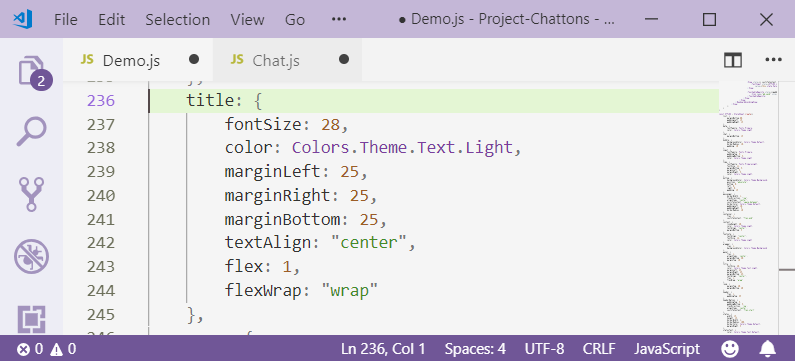 File Edit Selection View Go ··· ● Demo.js - Project-Chattons - ...
JS Demo.js ● JS Chat.js ● ···
2
236 title: {
237 fontSize: 28,
238 color: Colors.Theme.Text.Light,
239 marginLeft: 25,
240 marginRight: 25,
241 marginBottom: 25,
242 textAlign: "center",
243 flex: 1,
244 flexWrap: "wrap"
245 },
0 0 Ln 236, Col 1 Spaces: 4 UTF-8 CRLF JavaScript